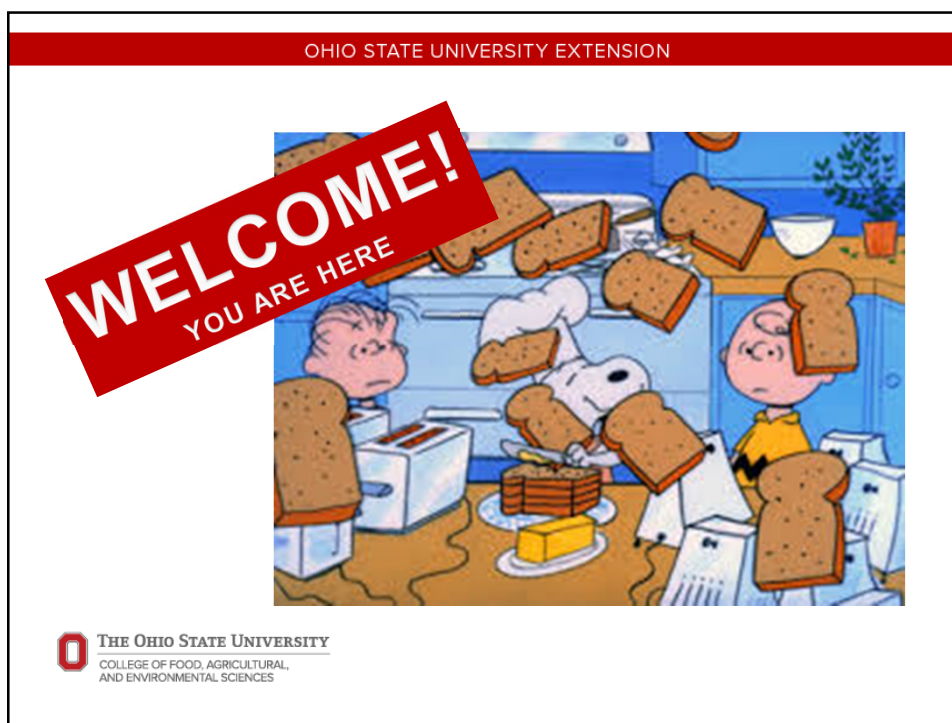 OHIO STATE UNIVERSITY EXTENSION
WELCOME!
YOU ARE HERE
THE OHIO STATE UNIVERSITY
COLLEGE OF FOOD, AGRICULTURAL,
AND ENVIRONMENTAL SCIENCES